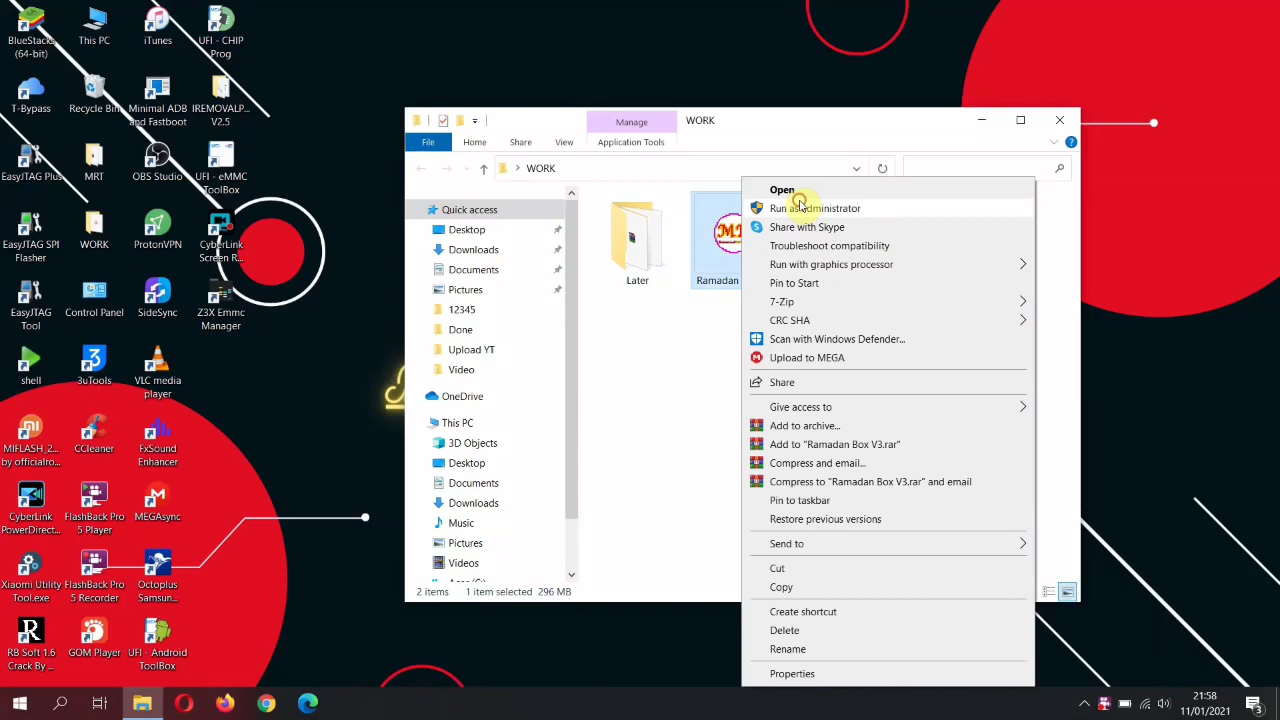 BlueStacks
(64-bit)
This PC
iTunes
UFI - CHIP
Prog
T-Bypass
Recycle Bin
Minimal ADB
and Fastboot
IREMOVALP...
V2.5
EasyJTAG Plus
MRT
OBS Studio
UFI - eMMC
ToolBox
EasyJTAG SPI
Flasher
WORK
ProtonVPN
CyberLink
Screen R...
EasyJTAG
Tool
Control Panel
SideSync
Z3X Emmc
Manager
shell
3uTools
VLC media
player
MIFLASH_2...
by officialro...
CCleaner
FxSound
Enhancer
CyberLink
PowerDirect...
FlashBack Pro
5 Player
MEGAsync
Xiaomi Utility
Tool.exe
FlashBack Pro
5 Recorder
Octoplus
Samsun...
RB Soft 1.6
Crack By ...
GOM Player
UFI - Android
ToolBox
Manage
WORK
File
Home
Share
View
Application Tools
WORK
Quick access
Desktop
Downloads
Documents
Pictures
12345
Done
Upload YT
Video
OneDrive
This PC
3D Objects
Desktop
Documents
Downloads
Music
Pictures
Videos
Later
Ramadan
Open
Run as administrator
Share with Skype
Troubleshoot compatibility
Run with graphics processor
Pin to Start
7-Zip
CRC SHA
Scan with Windows Defender...
Upload to MEGA
Share
Give access to
Add to archive...
Add to "Ramadan Box V3.rar"
Compress and email...
Compress to "Ramadan Box V3.rar" and email
Pin to taskbar
Restore previous versions
Send to
Cut
Copy
Create shortcut
Delete
Rename
Properties
2 items
1 item selected
296 MB
21:58
11/01/2021
3